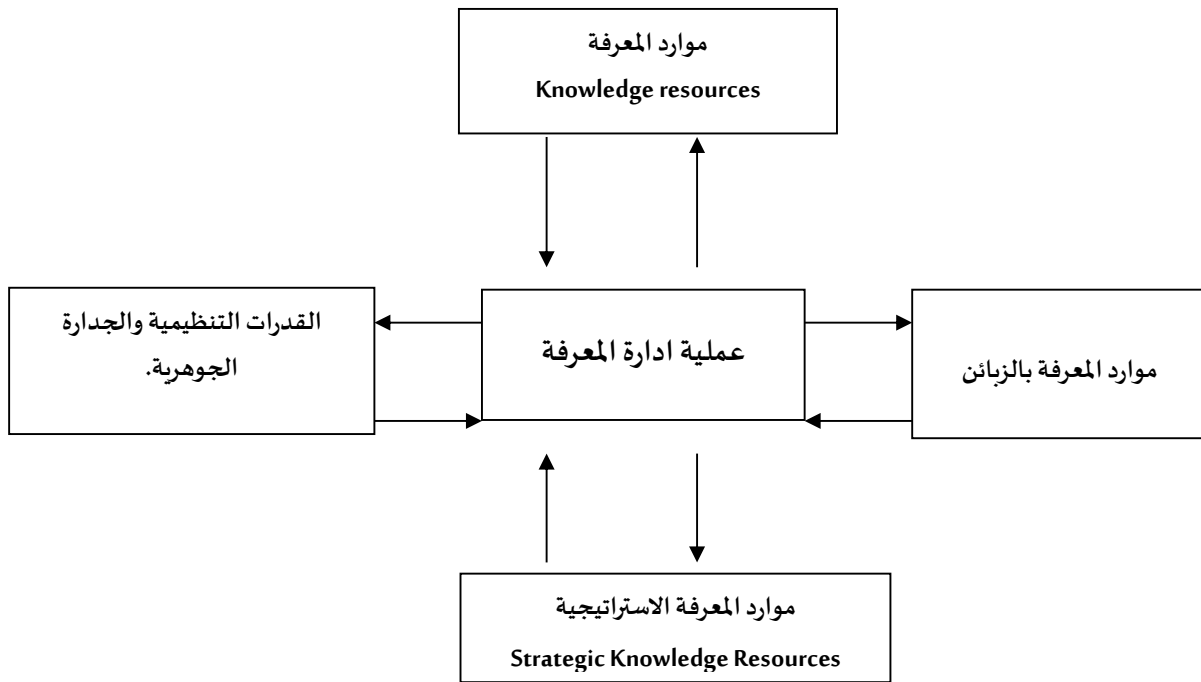 موارد المعرفة
Knowledge resources
القدرات التنظيمية والجدارة
الجوهرية.
عملية ادارة المعرفة
موارد المعرفة بالزبائن
موارد المعرفة الاستراتيجية
Strategic Knowledge Resources